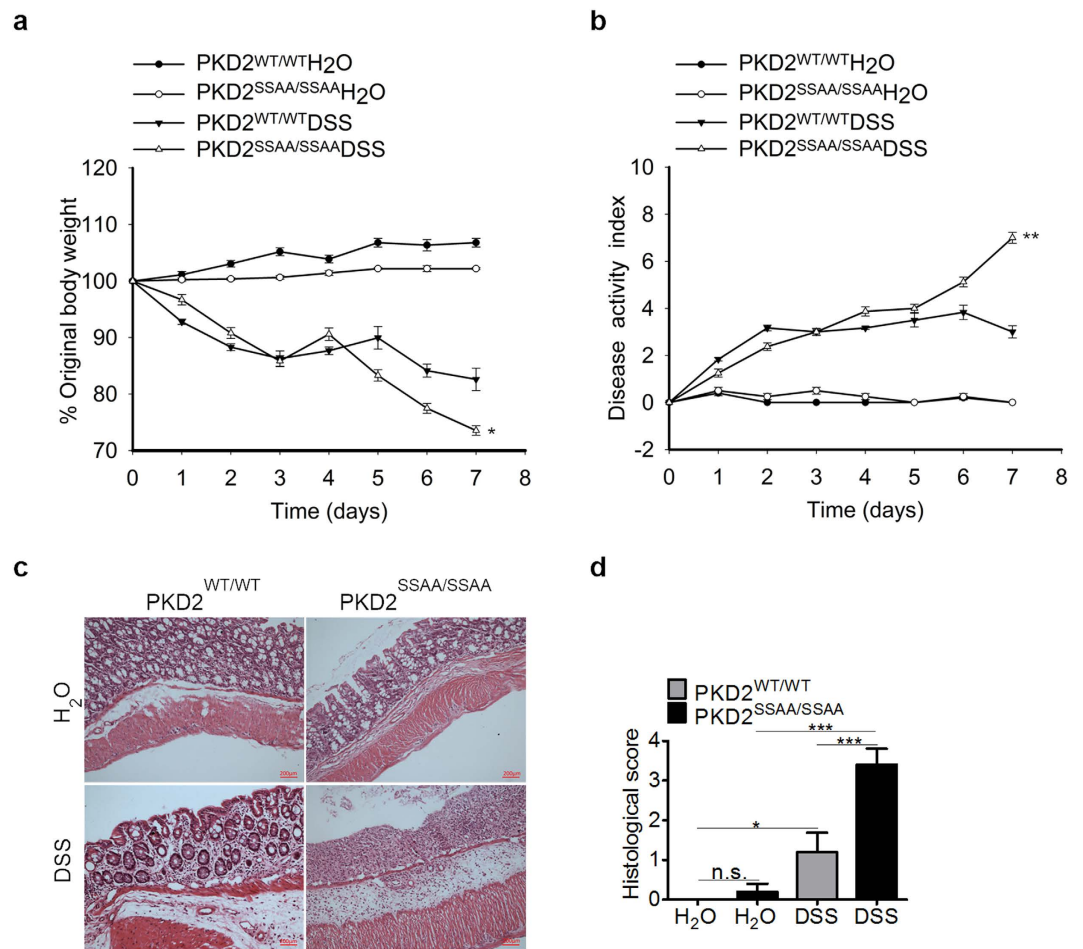 a
PKD2WT/WTH2O
PKD2SSAA/SSAAH2O
PKD2WT/WTDSS
PKD2SSAA/SSAADSS
120
110
100
90
80
70
% Original body weight
*
0 1 2 3 4 5 6 7 8
Time (days)
b
PKD2WT/WTH2O
PKD2SSAA/SSAAH2O
PKD2WT/WTDSS
PKD2SSAA/SSAADSS
10
8
6
4
2
0
-2
Disease activity index
**
0 1 2 3 4 5 6 7 8
Time (days)
c
PKD2WT/WT PKD2SSAA/SSAA
H2O
200μm 200μm
DSS
200μm
d
PKD2WT/WT
PKD2SSAA/SSAA
***
***
*
n.s.
4
3
2
1
0
Histological score
H2O H2O DSS DSS